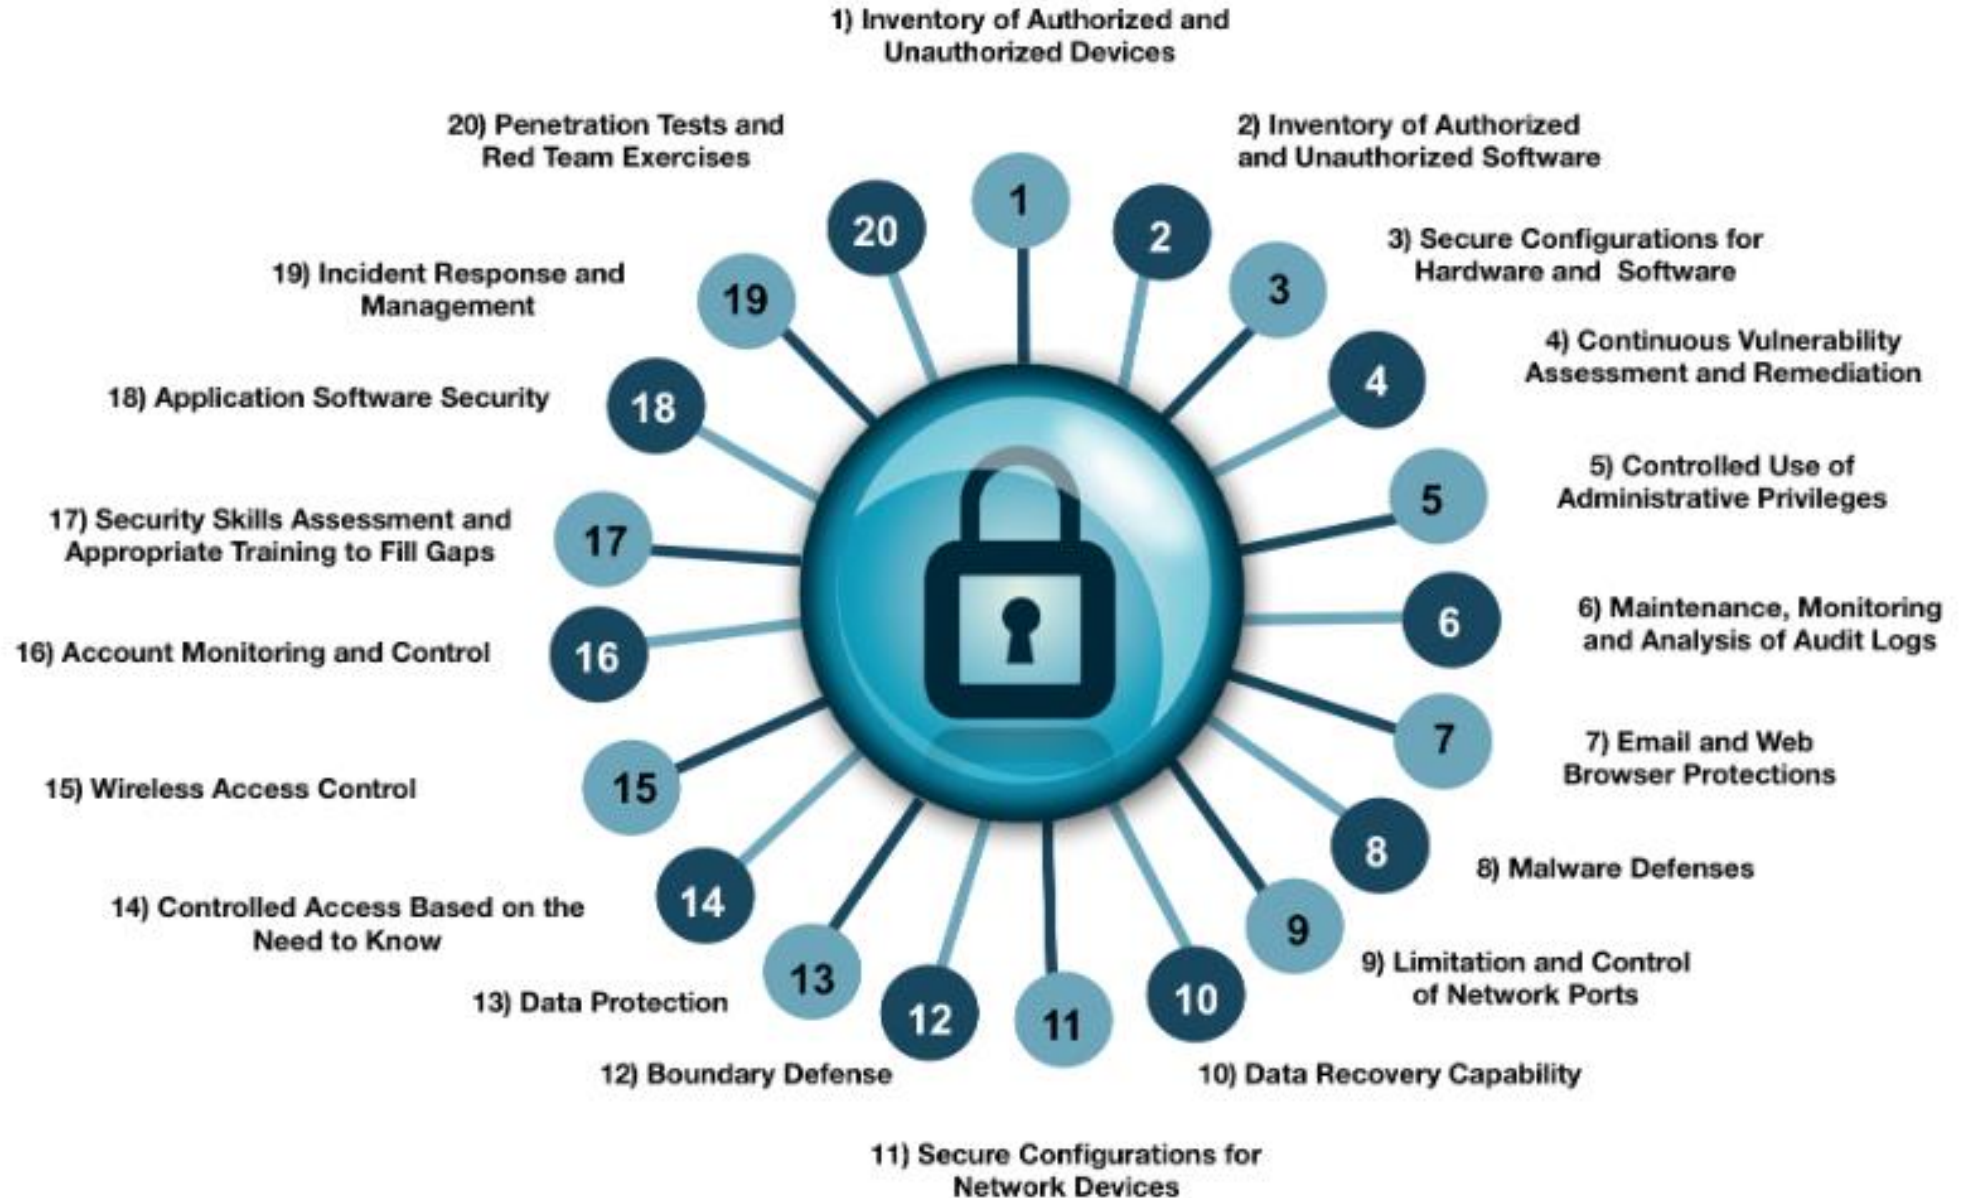 1) Inventory of Authorized and
Unauthorized Devices
20) Penetration Tests and
Red Team Exercises
2) Inventory of Authorized
and Unauthorized Software
3) Secure Configurations for
Hardware and  Software
19) Incident Response and
Management
4) Continuous Vulnerability
Assessment and Remediation
18) Application Software Security
5) Controlled Use of
Administrative Privileges
17) Security Skills Assessment and
Appropriate Training to Fill Gaps
6) Maintenance, Monitoring
and Analysis of Audit Logs
16) Account Monitoring and Control
7) Email and Web
Browser Protections
15) Wireless Access Control
8) Malware Defenses
14) Controlled Access Based on the
Need to Know
9) Limitation and Control
of Network Ports
13) Data Protection
12) Boundary Defense
10) Data Recovery Capability
11) Secure Configurations for
Network Devices
1
2
3
4
5
6
7
8
9
10
11
12
13
14
15
16
17
18
19
20